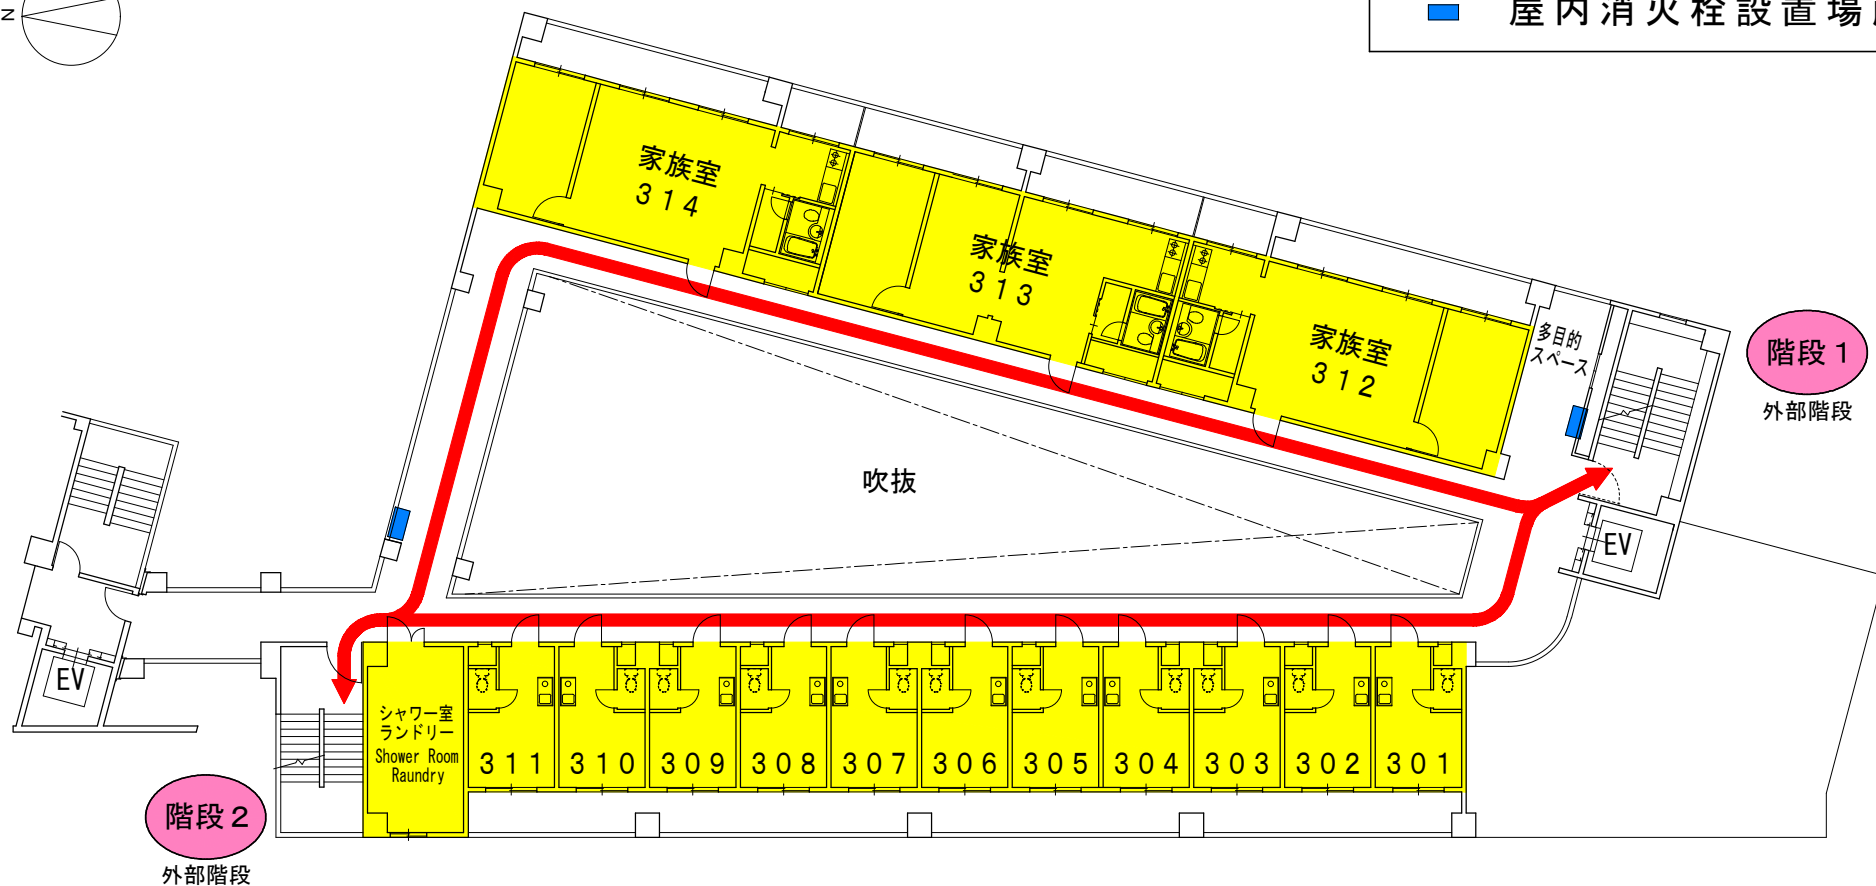 N
屋内消火栓設置場
家族室
314
家族室
313
家族室
312
多目的
スペース
階段1
外部階段
吹抜
EV
EV
シャワー室
ランドリー
Shower Room
Raundry
311
310
309
308
307
306
305
304
303
302
301
階段2
外部階段